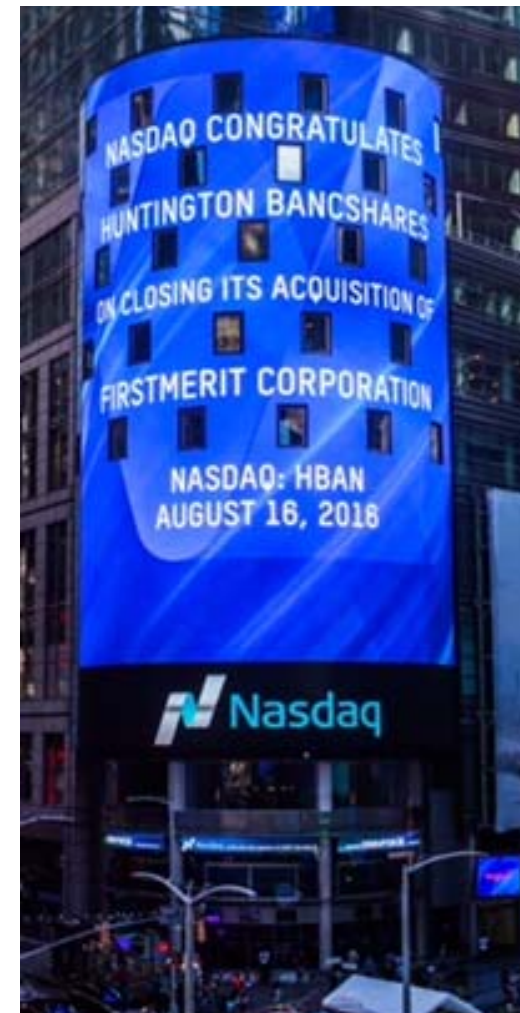 NASDAQ CONGRATULATES
HUNTINGTON BANCSHARES
ON CLOSING ITS ACQUISITION OF
FIRSTMERIT CORPORATION
NASDAQ: HBAN
AUGUST 16, 2016
Nasdaq